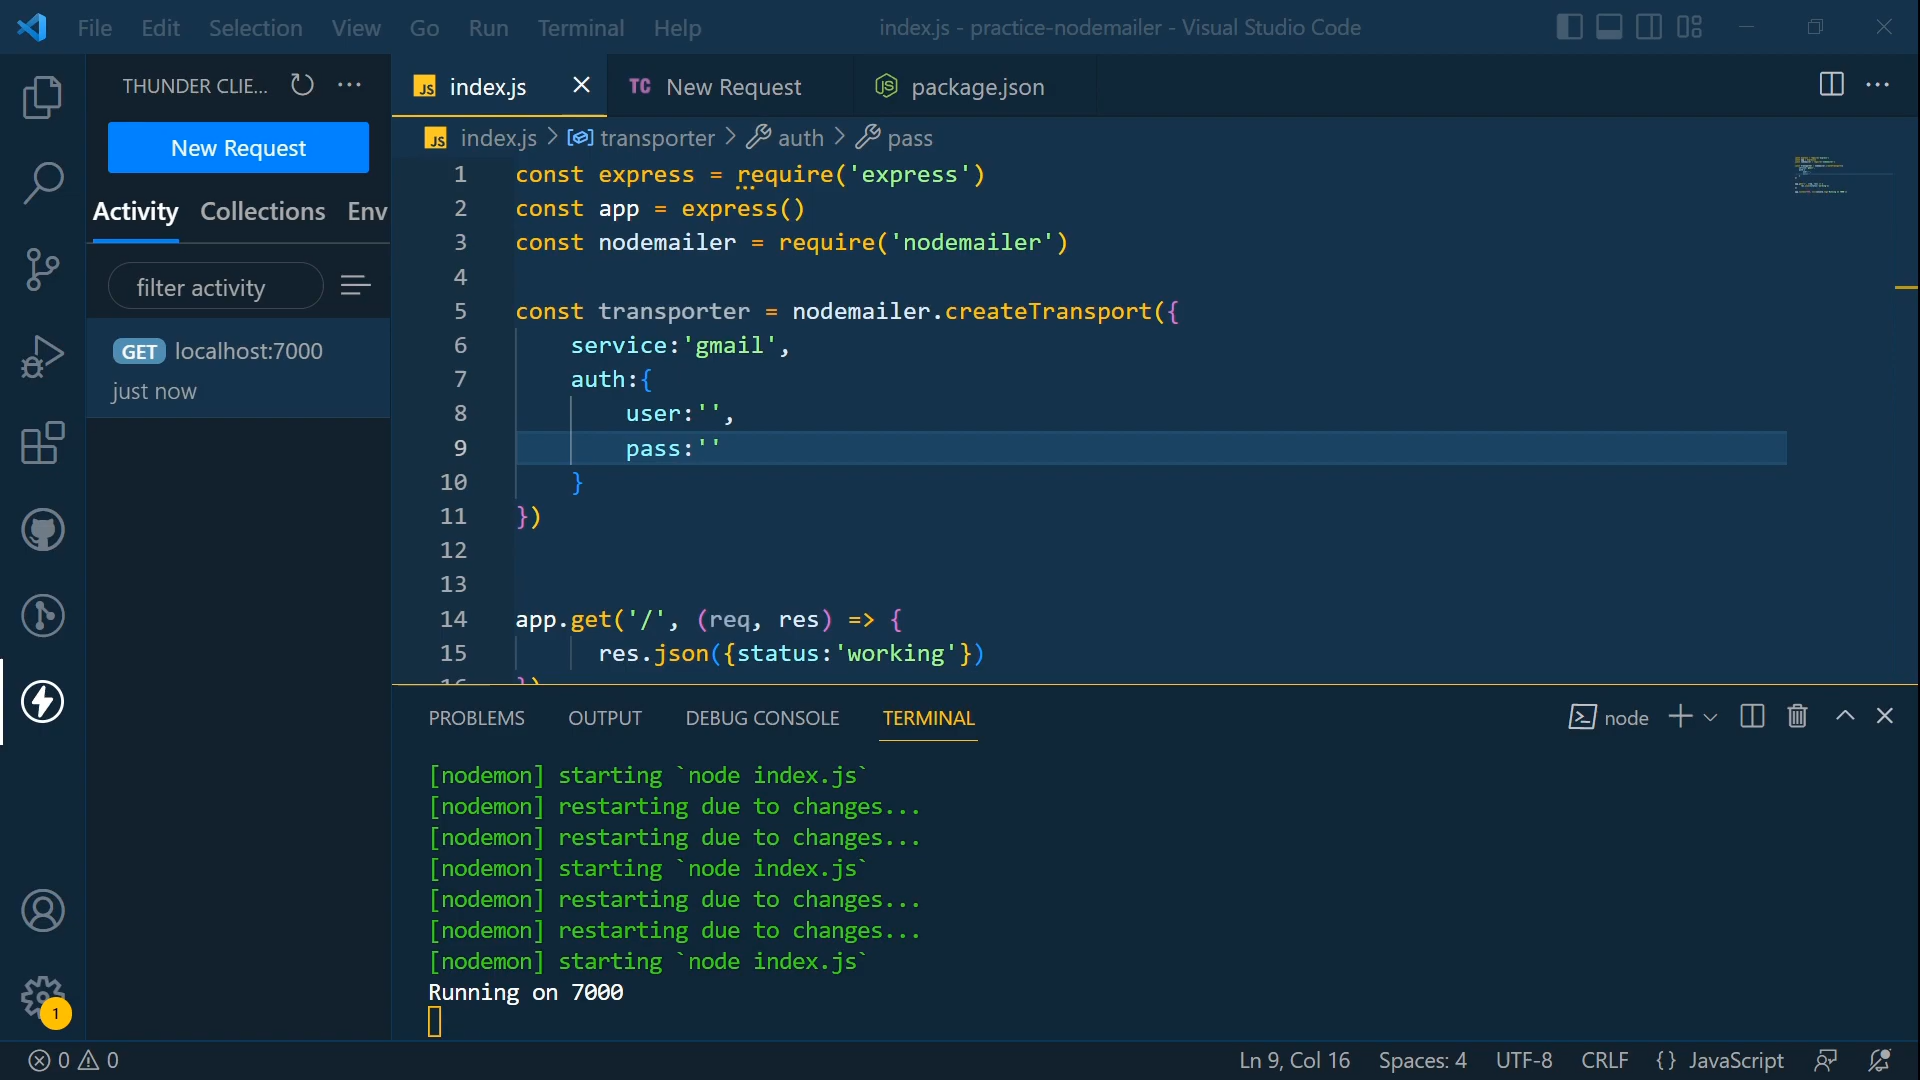 File Edit Selection View Go Run Terminal Help
index.js - practice-nodemailer - Visual Studio Code
THUNDER CLIE...
New Request
Activity Collections Env
filter activity
GET localhost:7000
just now
JS index.js
TC New Request
package.json
JS index.js > transporter > auth > pass
1 const express = require('express')
2 const app = express()
3 const nodemailer = require('nodemailer')
4
5 const transporter = nodemailer.createTransport({
6 service:'gmail',
7 auth:{
8 user:'',
9 pass:''
10 }
11 })
12
13
14 app.get('/', (req, res) => {
15 res.json({status:'working'})
16 })
PROBLEMS OUTPUT DEBUG CONSOLE TERMINAL
node
[nodemon] starting `node index.js`
[nodemon] restarting due to changes...
[nodemon] restarting due to changes...
[nodemon] starting `node index.js`
[nodemon] restarting due to changes...
[nodemon] restarting due to changes...
[nodemon] starting `node index.js`
Running on 7000
1
0 0
Ln 9, Col 16 Spaces: 4 UTF-8 CRLF {} JavaScript